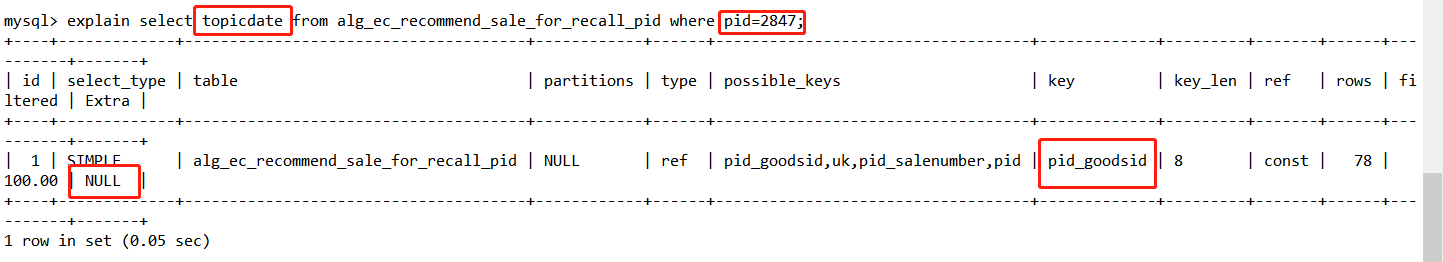 mysql> explain select topicdate from alg_ec_recommend_sale_for_recall_pid where pid=2847;
+----+-------------+--------------------------------------+------------+------+---------------------------------+-------------+---------+-------+------+---
-------+-------+
| id | select_type | table | partitions | type | possible_keys | key | key_len | ref | rows | fi
ltered | Extra |
+----+-------------+--------------------------------------+------------+------+---------------------------------+-------------+---------+-------+------+---
-------+-------+
| 1 | SIMPLE | alg_ec_recommend_sale_for_recall_pid | NULL | ref | pid_goodsid,uk,pid_salenumber,pid | pid_goodsid | 8 | const | 78 |
100.00 | NULL |
+----+-------------+--------------------------------------+------------+------+---------------------------------+-------------+---------+-------+------+---
-------+-------+
1 row in set (0.05 sec)